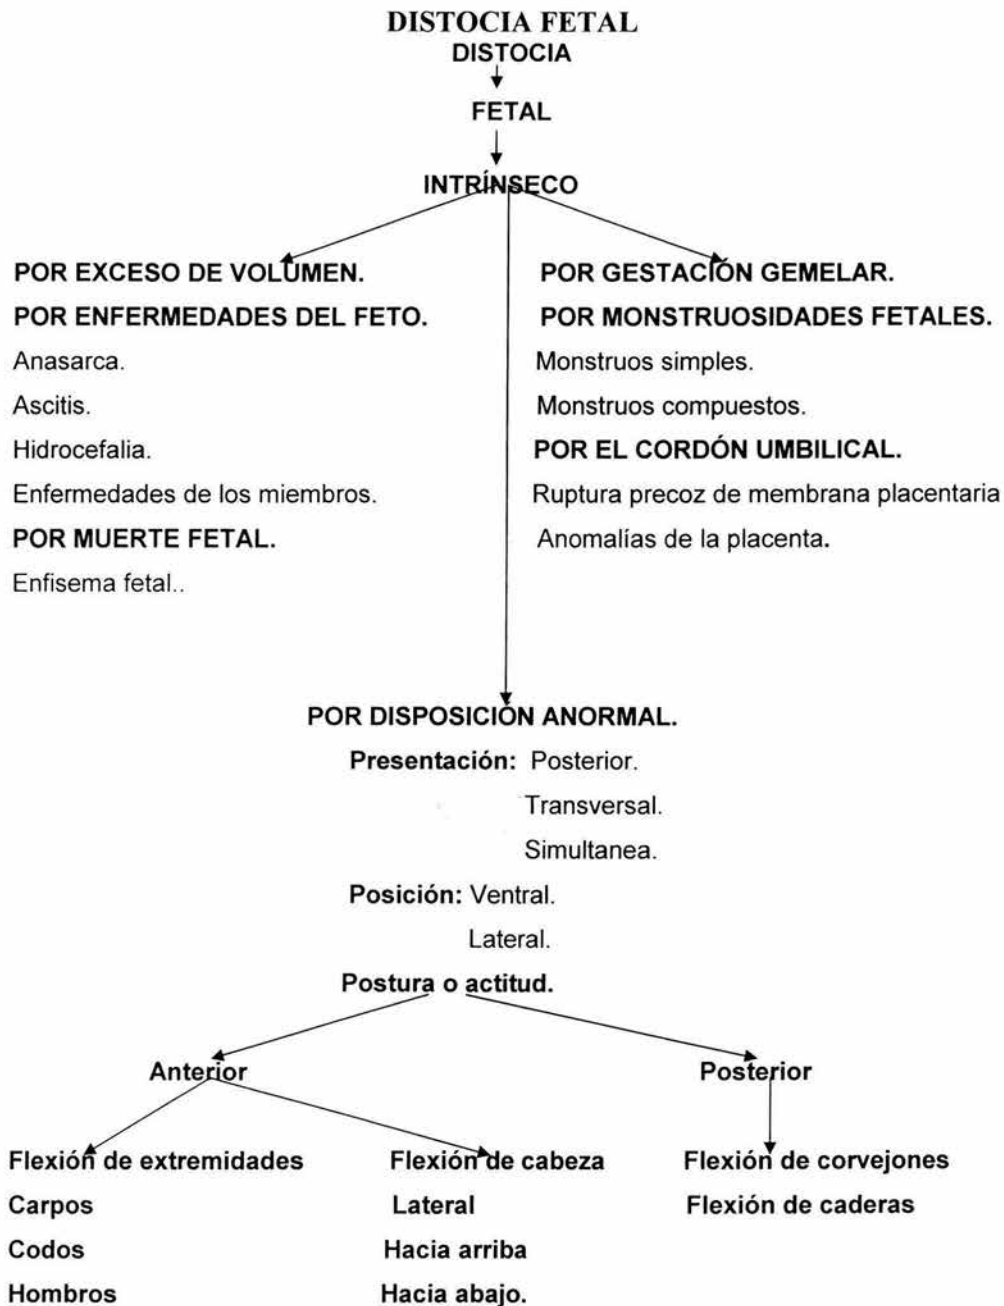 DISTOCIA FETAL
DISTOCIA
FETAL
INTRÍNSECO
POR EXCESO DE VOLUMEN.
POR ENFERMEDADES DEL FETO.
Anasarca.
Ascitis.
Hidrocefalia.
Enfermedades de los miembros.
POR MUERTE FETAL.
Enfisema fetal..
POR GESTACIÓN GEMELAR.
POR MONSTRUOSIDADES FETALES.
Monstruos simples.
Monstruos compuestos.
POR EL CORDÓN UMBILICAL.
Ruptura precoz de membrana placentaria
Anomalías de la placenta.
POR DISPOSICIÓN ANORMAL.
Presentación: Posterior.
Transversal.
Simultanea.
Posición: Ventral.
Lateral.
Postura o actitud.
Anterior
Posterior
Flexión de extremidades
Carpos
Codos
Hombros
Flexión de cabeza
Lateral
Hacia arriba
Hacia abajo.
Flexión de corvejones
Flexión de caderas